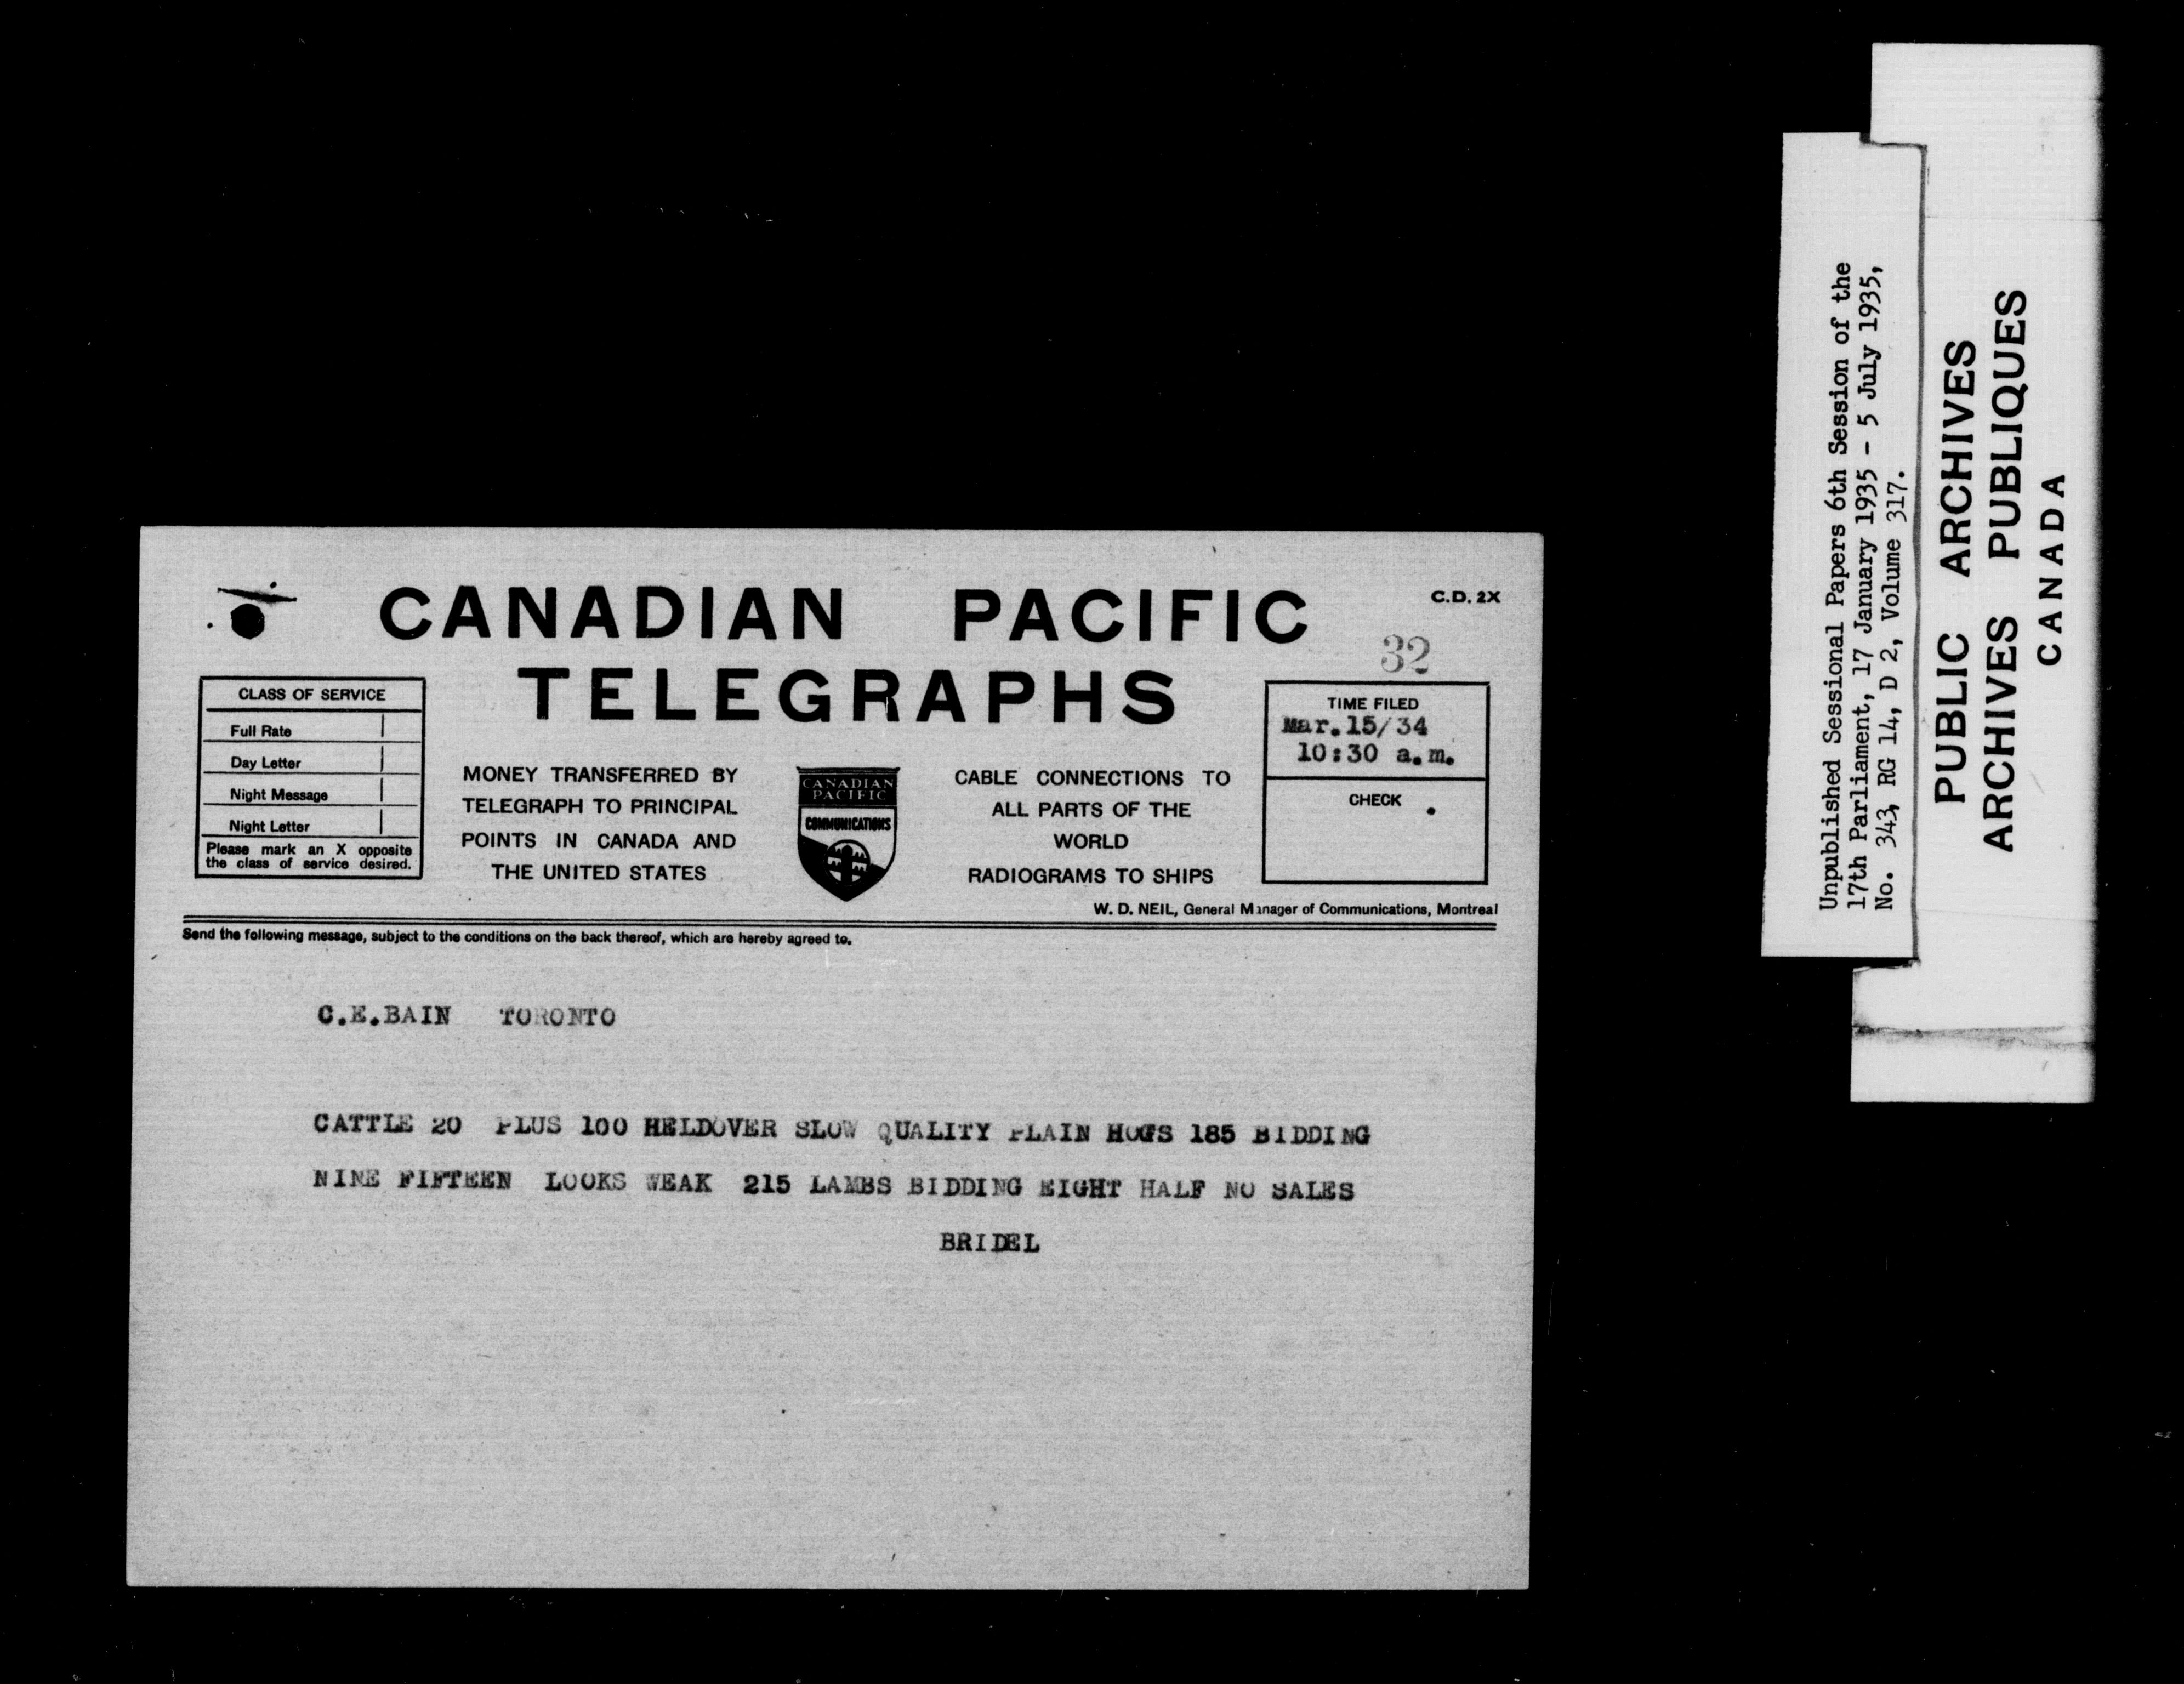 CANADIAN PACIFIC
TELEGRAPHS
C.D. 2X
32
CLASS OF SERVICE
Full Rate
Day Letter
Night Message
Night Letter
Please mark an X opposite
the class of service desired.
MONEY TRANSFERRED BY
TELEGRAPH TO PRINCIPAL
POINTS IN CANADA AND
THE UNITED STATES
CANADIAN
PACIFIC
COMMUNICATIONS
CABLE CONNECTIONS TO
ALL PARTS OF THE
WORLD
RADIOGRAMS TO SHIPS
TIME FILED
Mar.15/34
10:30 a.m.
CHECK
W. D. NEIL, General Manager of Communications, Montreal
Send the following message, subject to the conditions on the back thereof, which are hereby agreed to.
C.E.BAIN TORONTO
CATTLE 20 PLUS 100 HELDOVER SLOW QUALITY PLAIN HOGS 185 BIDDING
NINE FIFTEEN LOOKS WEAK 215 LAMBS BIDDING EIGHT HALF NO SALES
BRIDEL
Unpublished Sessional Papers 6th Session of the
17th Parliament, 17 January 1935 - 5 July 1935,
No. 343, RG 14, D 2, Volume 317.
PUBLIC ARCHIVES
ARCHIVES PUBLIQUES
CANADA